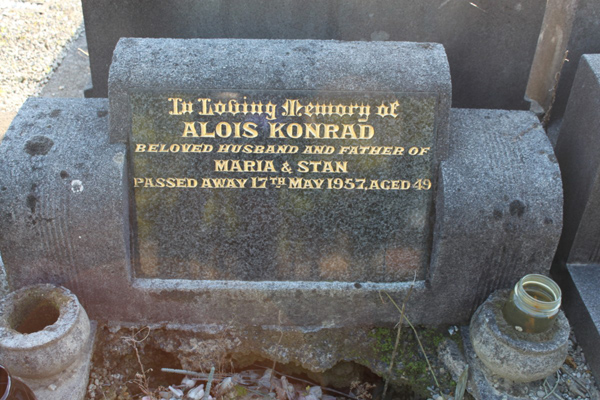 In Loving Memory of
ALOIS KONRAD
BELOVED HUSBAND AND FATHER OF
MARIA & STAN
PASSED AWAY 17TH MAY 1957, AGED 49